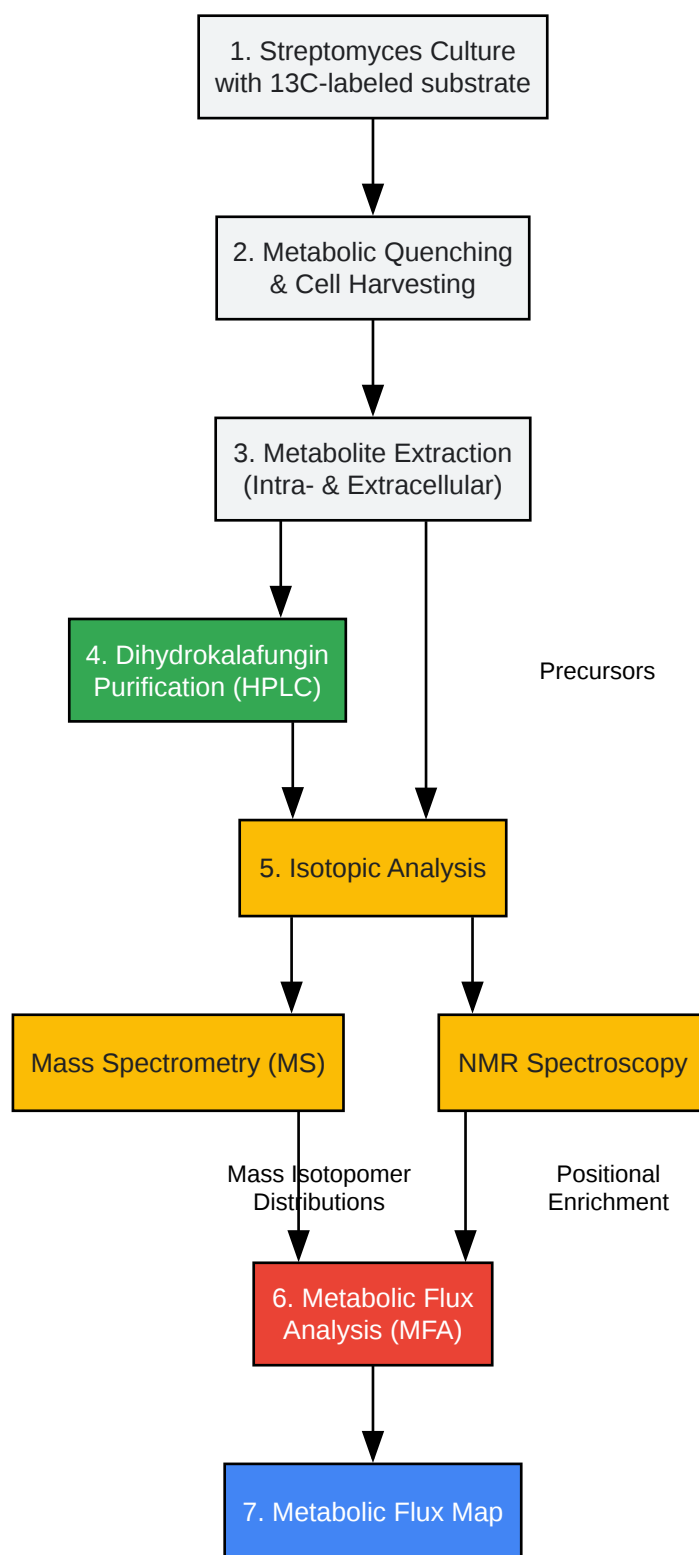 1. Streptomyces Culture
with 13C-labeled substrate
2. Metabolic Quenching
& Cell Harvesting
3. Metabolite Extraction
(Intra- & Extracellular)
4. Dihydrokalafungin
Purification (HPLC)
Precursors
5. Isotopic Analysis
Mass Spectrometry (MS)
NMR Spectroscopy
Mass Isotopomer
Distributions
Positional
Enrichment
6. Metabolic Flux
Analysis (MFA)
7. Metabolic Flux Map